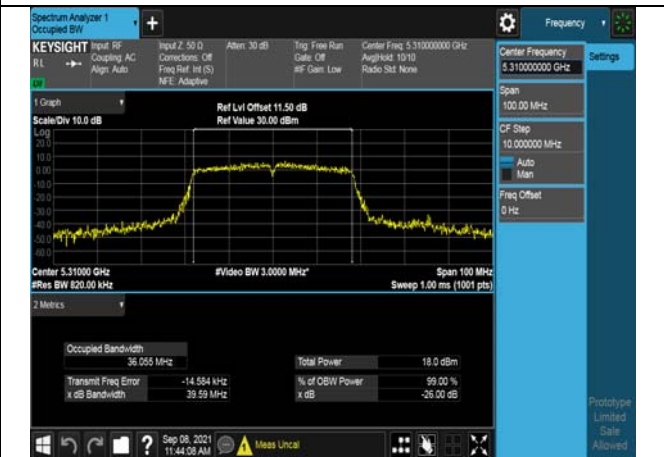 Spectrum Analyzer 1
Occupied BW
+
Frequency
KEYSIGHT Input: RF Input Z: 50 Ω Atten: 30 dB Trig: Free Run Center Freq: 5.310000000 GHz
RL Coupling: AC Corrections: Off Gate: Off Avg|Hold: 10/10
Align: Auto Freq Ref: Int (S) #IF Gain: Low Radio Std: None
NFE: Adaptive
Center Frequency
5.310000000 GHz
Settings
Span
100.00 MHz
CF Step
10.000000 MHz
Auto
Man
Freq Offset
0 Hz
1 Graph
Ref Lvl Offset 11.50 dB
Scale/Div 10.0 dB Ref Value 30.00 dBm
Log
20.0
10.0
0.00
-10.0
-20.0
-30.0
-40.0
-50.0
-60.0
Center 5.31000 GHz #Video BW 3.0000 MHz* Span 100 MHz
#Res BW 820.00 kHz Sweep 1.00 ms (1001 pts)
2 Metrics
Occupied Bandwidth
36.055 MHz Total Power 18.0 dBm
Transmit Freq Error -14.584 kHz % of OBW Power 99.00 %
x dB Bandwidth 39.59 MHz x dB -26.00 dB
Prototype
Limited
Sale
Allowed
? Sep 08, 2021
11:44:08 AM
Meas Uncal